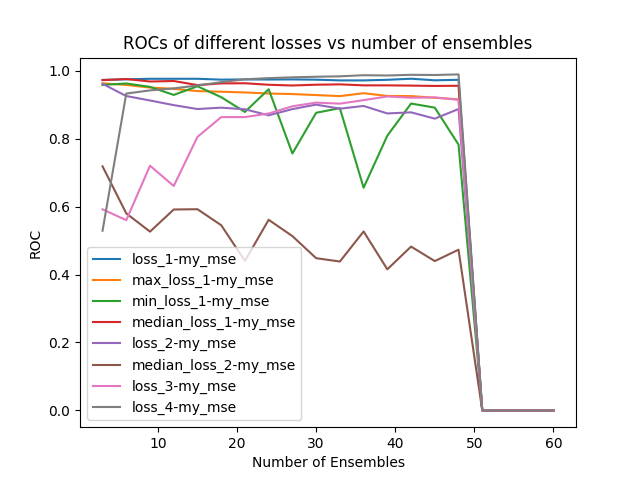 ROCs of different losses vs number of ensembles
1.0
0.8
0.6
0.4
0.2
0.0
ROC
loss_1-my_mse
max_loss_1-my_mse
min_loss_1-my_mse
median_loss_1-my_mse
loss_2-my_mse
median_loss_2-my_mse
loss_3-my_mse
loss_4-my_mse
10 20 30 40 50 60
Number of Ensembles